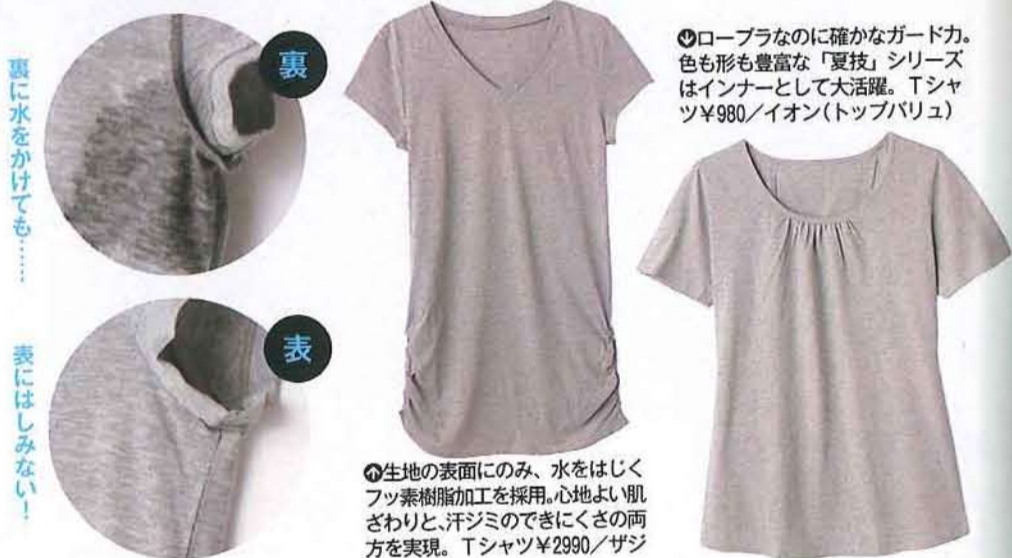 裏に水をかけても……
裏
表にはしみない！
表
生地の表面にのみ、水をはじく
フッ素樹脂加工を採用。心地よい肌
ざわりと、汗ジミのできにくさの両
方を実現。Tシャツ¥2990／ザジ
ロープラなのに確かなガード力。
色も形も豊富な「夏技」シリーズ
はインナーとして大活躍。Tシャ
ツ¥980／イオン(トップバリュ)